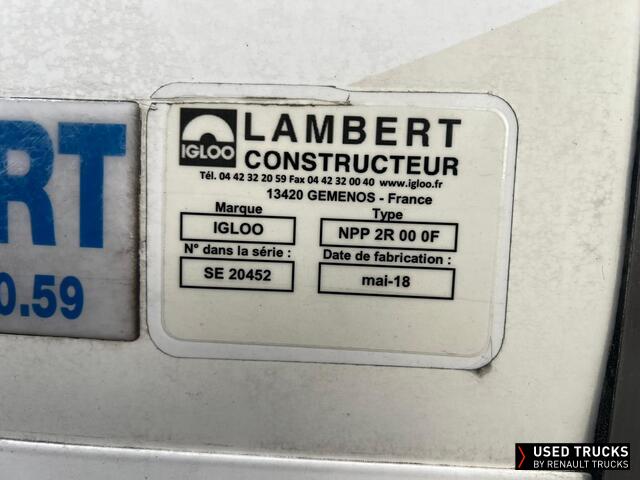 RT
0.59
IGLOO
LAMBERT
CONSTRUCTEUR
Tél. 04 42 32 20 59 Fax 04 42 32 00 40 www.igloo.fr
13420 GEMENOS - France
Marque
Type
IGLOO
NPP 2R 00 0F
N° dans la série :
Date de fabrication :
SE 20452
mai-18
USED TRUCKS
BY RENAULT TRUCKS